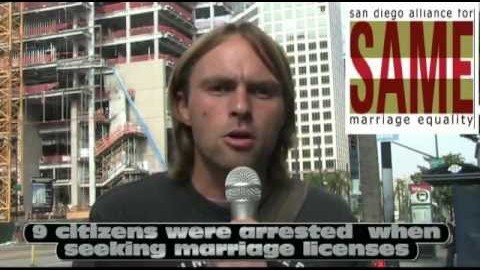 san diego alliance for
SAME
marriage equality
9 citizens were arrested when
seeking marriage licenses